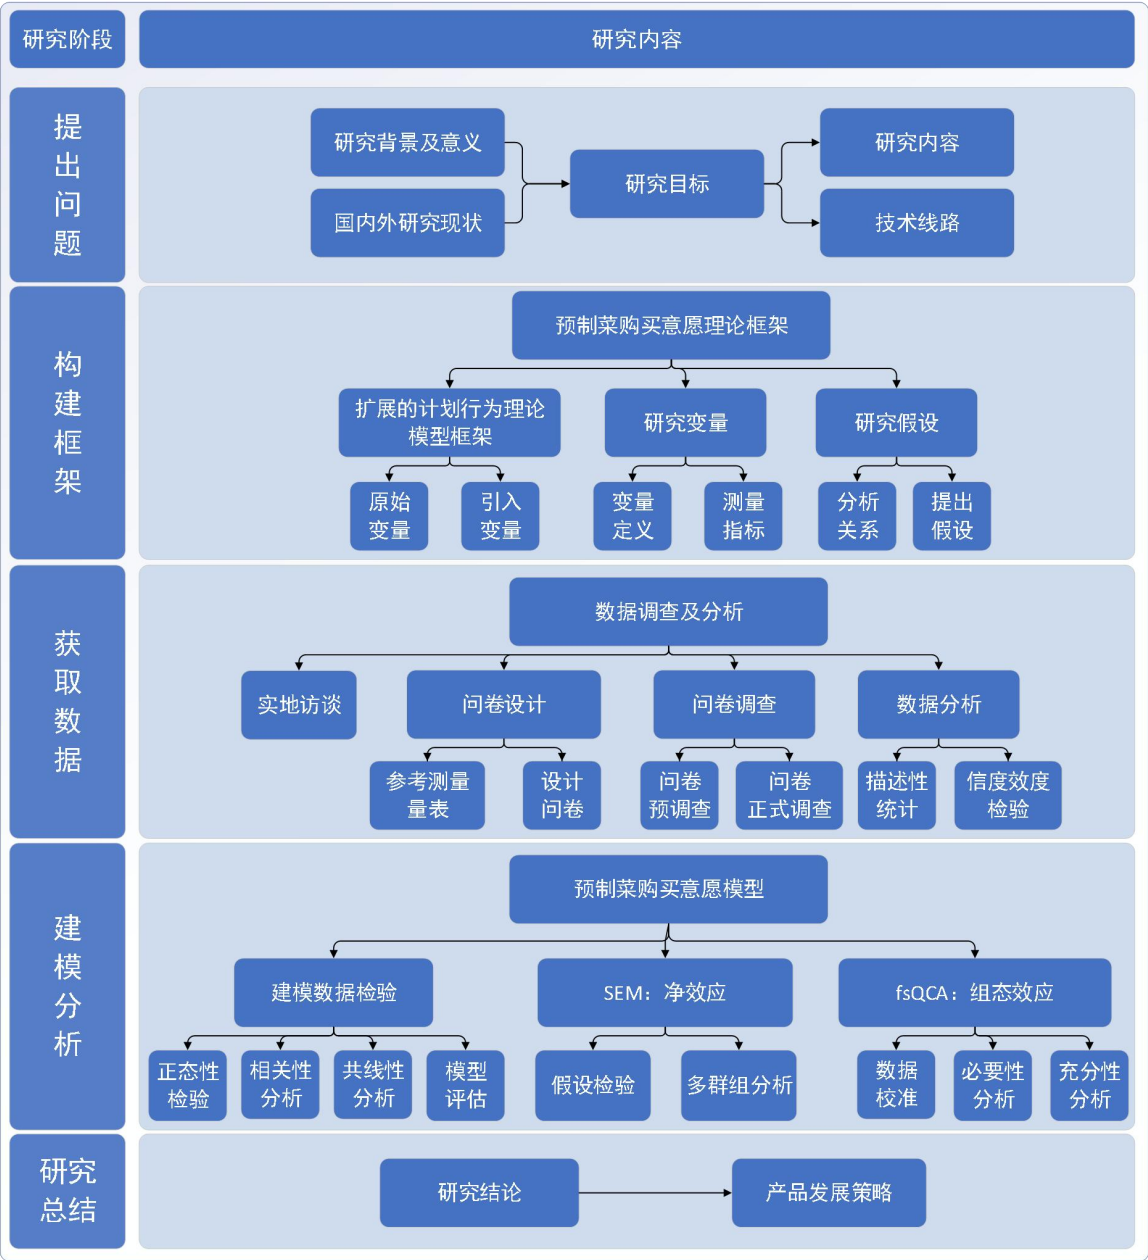 研究阶段
研究内容
提
出
问
题
研究背景及意义
国内外研究现状
研究目标
研究内容
技术线路
构
建
框
架
预制菜购买意愿理论框架
扩展的计划行为理论
模型框架
研究变量
研究假设
原始
变量
引入
变量
变量
定义
测量
指标
分析
关系
提出
假设
获
取
数
据
数据调查及分析
实地访谈
问卷设计
问卷调查
数据分析
参考测量
量表
设计
问卷
问卷
预调查
问卷
正式调查
描述性
统计
信度效度
检验
建
模
分
析
预制菜购买意愿模型
建模数据检验
SEM：净效应
fsQCA：组态效应
正态性
检验
相关性
分析
共线性
分析
模型
评估
假设检验
多群组分析
数据
校准
必要性
分析
充分性
分析
研究
总结
研究结论
产品发展策略